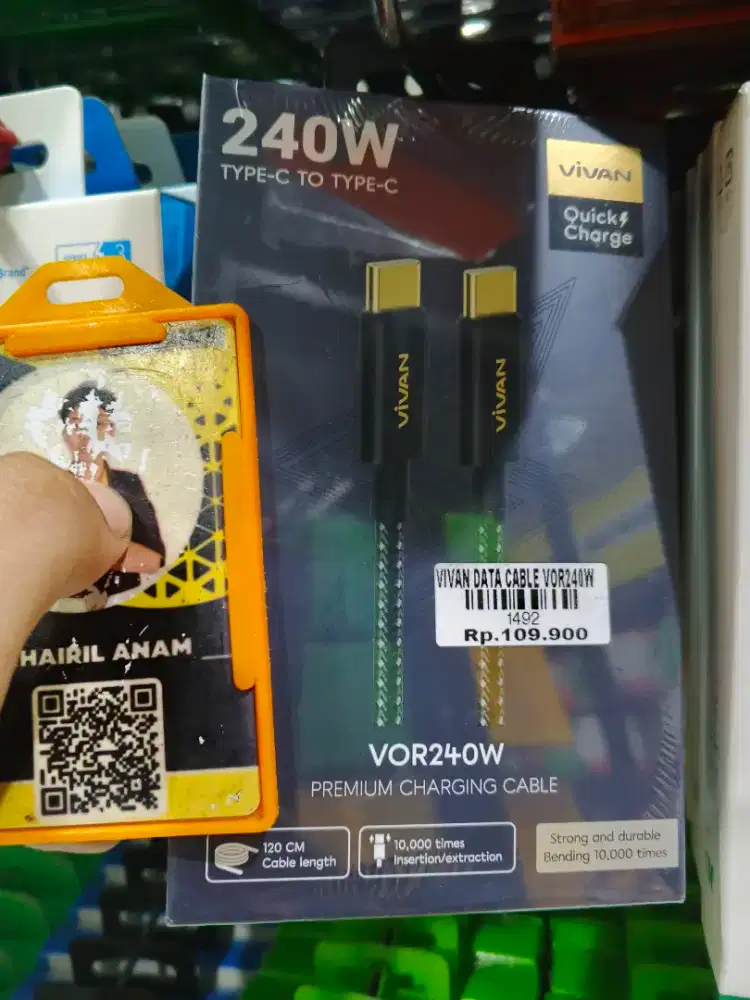 240W
TYPE-C TO TYPE-C
VIVAN
Quick
Charge
VIVAN
VIVAN
VIVAN DATA CABLE VOR240W
1492
Rp.109.900
VOR240W
PREMIUM CHARGING CABLE
120 CM
Cable length
10,000 times
Insertion/extraction
Strong and durable
Bending 10,000 times
HAIRIL ANAM
Brand